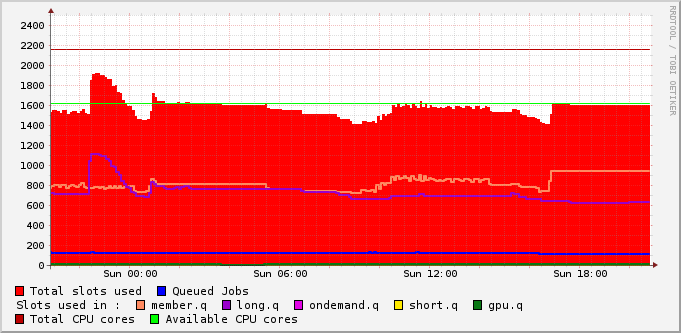 2400
2200
2000
1800
1600
1400
1200
1000
800
600
400
200
0
Sun 00:00 Sun 06:00 Sun 12:00 Sun 18:00
Total slots used Queued Jobs
Slots used in : member.q long.q ondemand.q short.q gpu.q
Total CPU cores Available CPU cores
RRDTOOL / TOBI OETIKER